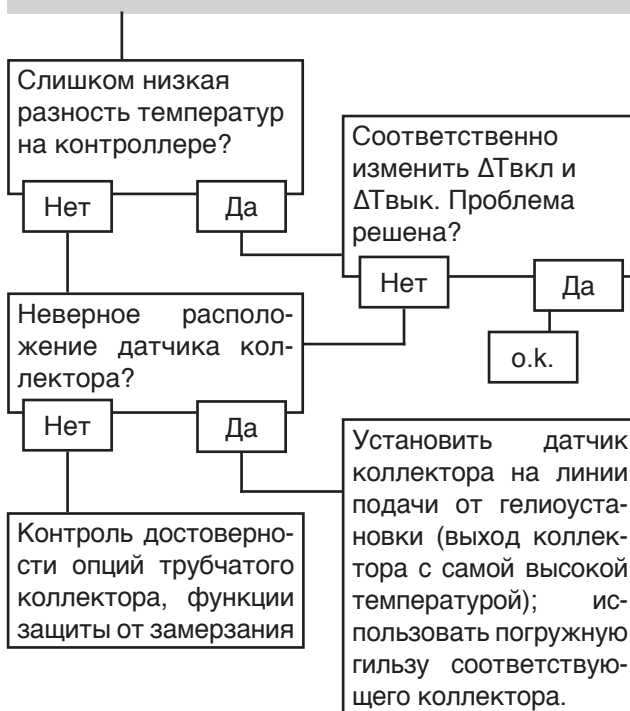 Слишком низкая
разность температур
на контроллере?
Нет
Да
Соответственно
изменить ΔTвкл и
ΔTвык. Проблема
решена?
Нет
Да
o.k.
Неверное располо-
жение датчика кол-
лектора?
Нет
Да
Установить датчик
коллектора на линии
подачи от гелиоуста-
новки (выход коллек-
тора с самой высокой
температурой); ис-
пользовать погружную
гильзу соответствую-
щего коллектора.
Контроль достоверно-
сти опций трубчатого
коллектора, функции
защиты от замерзания